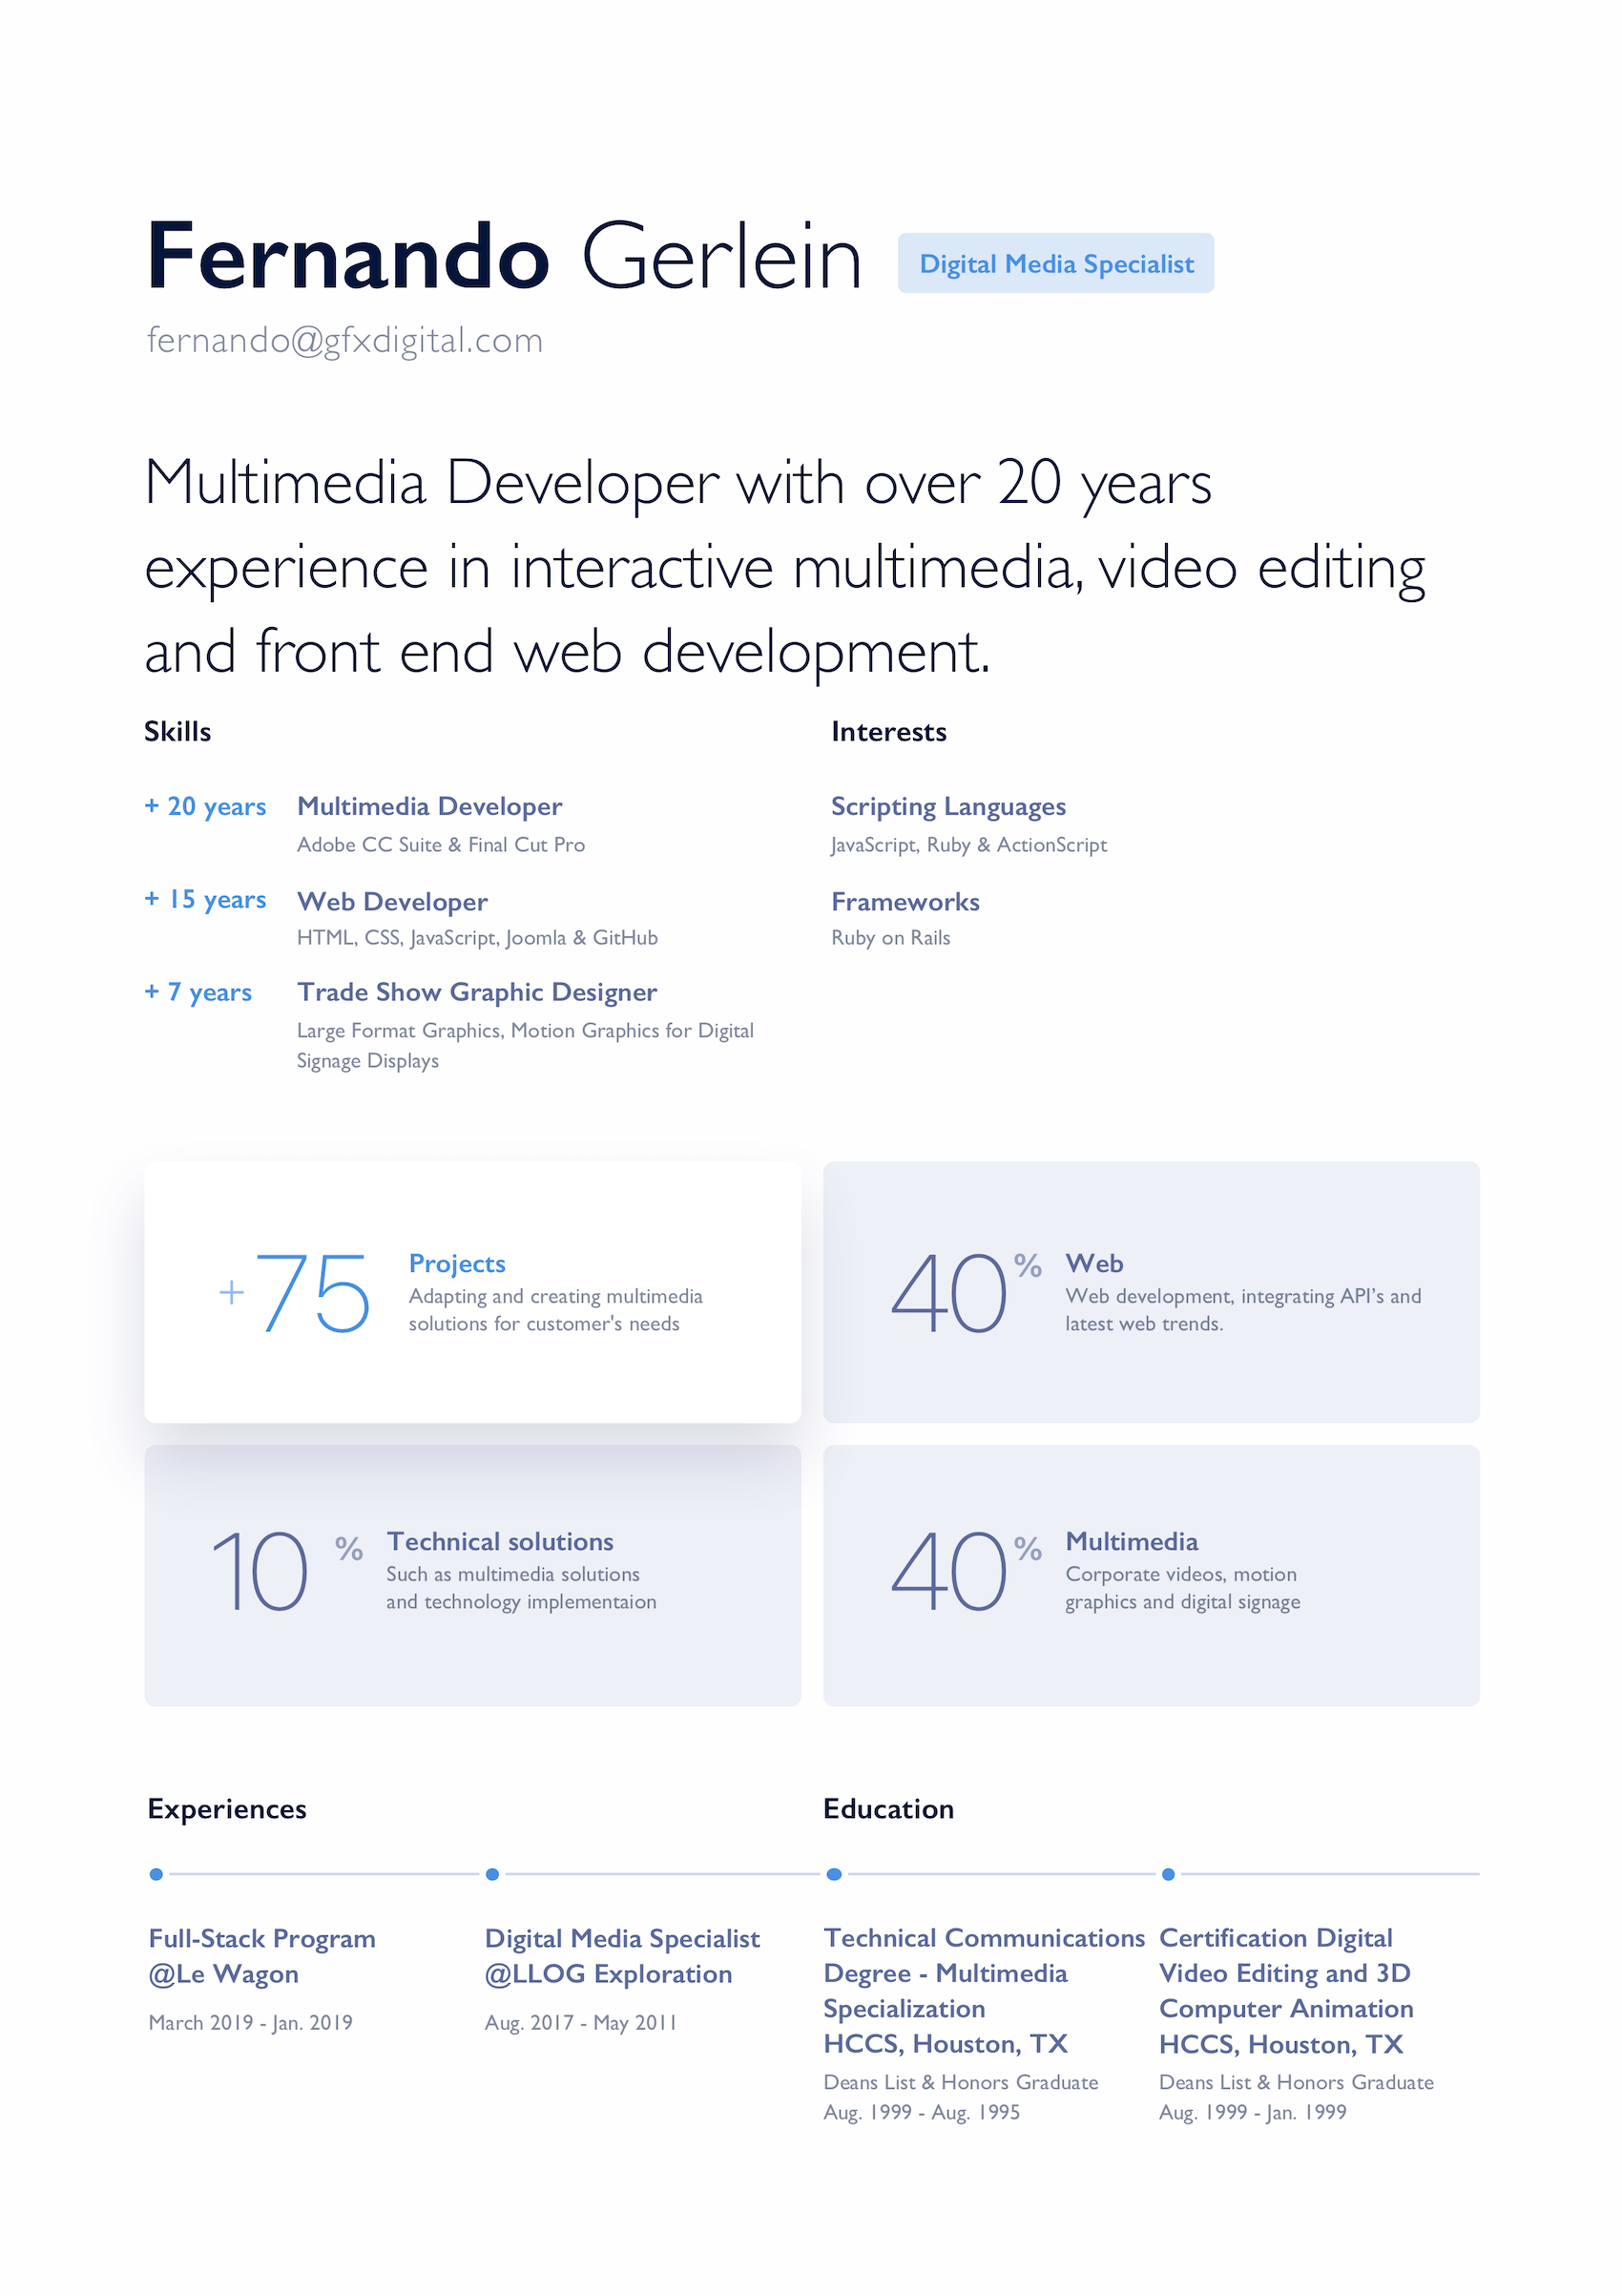 Fernando Gerlein
Digital Media Specialist
fernando@gfxdigital.com
Multimedia Developer with over 20 years
experience in interactive multimedia, video editing
and front end web development.
Skills
+ 20 years
Multimedia Developer
Adobe CC Suite & Final Cut Pro
+ 15 years
Web Developer
HTML, CSS, JavaScript, Joomla & GitHub
+ 7 years
Trade Show Graphic Designer
Large Format Graphics, Motion Graphics for Digital
Signage Displays
Interests
Scripting Languages
JavaScript, Ruby & ActionScript
Frameworks
Ruby on Rails
+75
Projects
Adapting and creating multimedia
solutions for customer's needs
40%
Web
Web development, integrating API's and
latest web trends.
10 %
Technical solutions
Such as multimedia solutions
and technology implementaion
40%
Multimedia
Corporate videos, motion
graphics and digital signage
Experiences
Full-Stack Program
@Le Wagon
March 2019 - Jan. 2019
Digital Media Specialist
@LLOG Exploration
Aug. 2017 - May 2011
Education
Technical Communications
Degree - Multimedia
Specialization
HCCS, Houston, TX
Deans List & Honors Graduate
Aug. 1999 - Aug. 1995
Certification Digital
Video Editing and 3D
Computer Animation
HCCS, Houston, TX
Deans List & Honors Graduate
Aug. 1999 - Jan. 1999